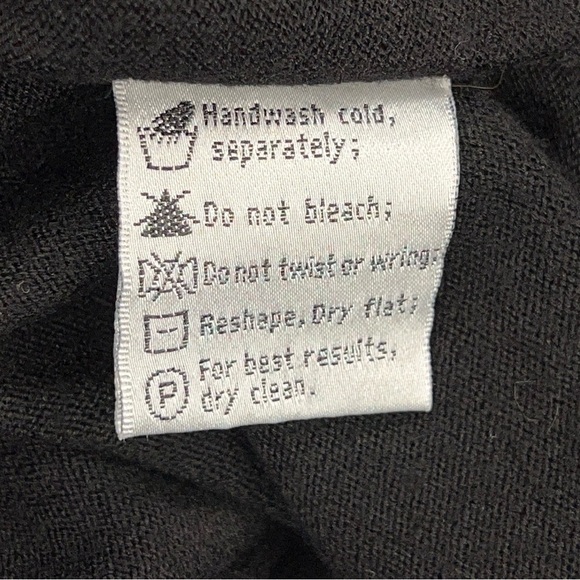 Handwash cold,
separately;
Do not bleach;
Do not twist or wring;
Reshape, Dry flat;
P For best results,
dry clean.